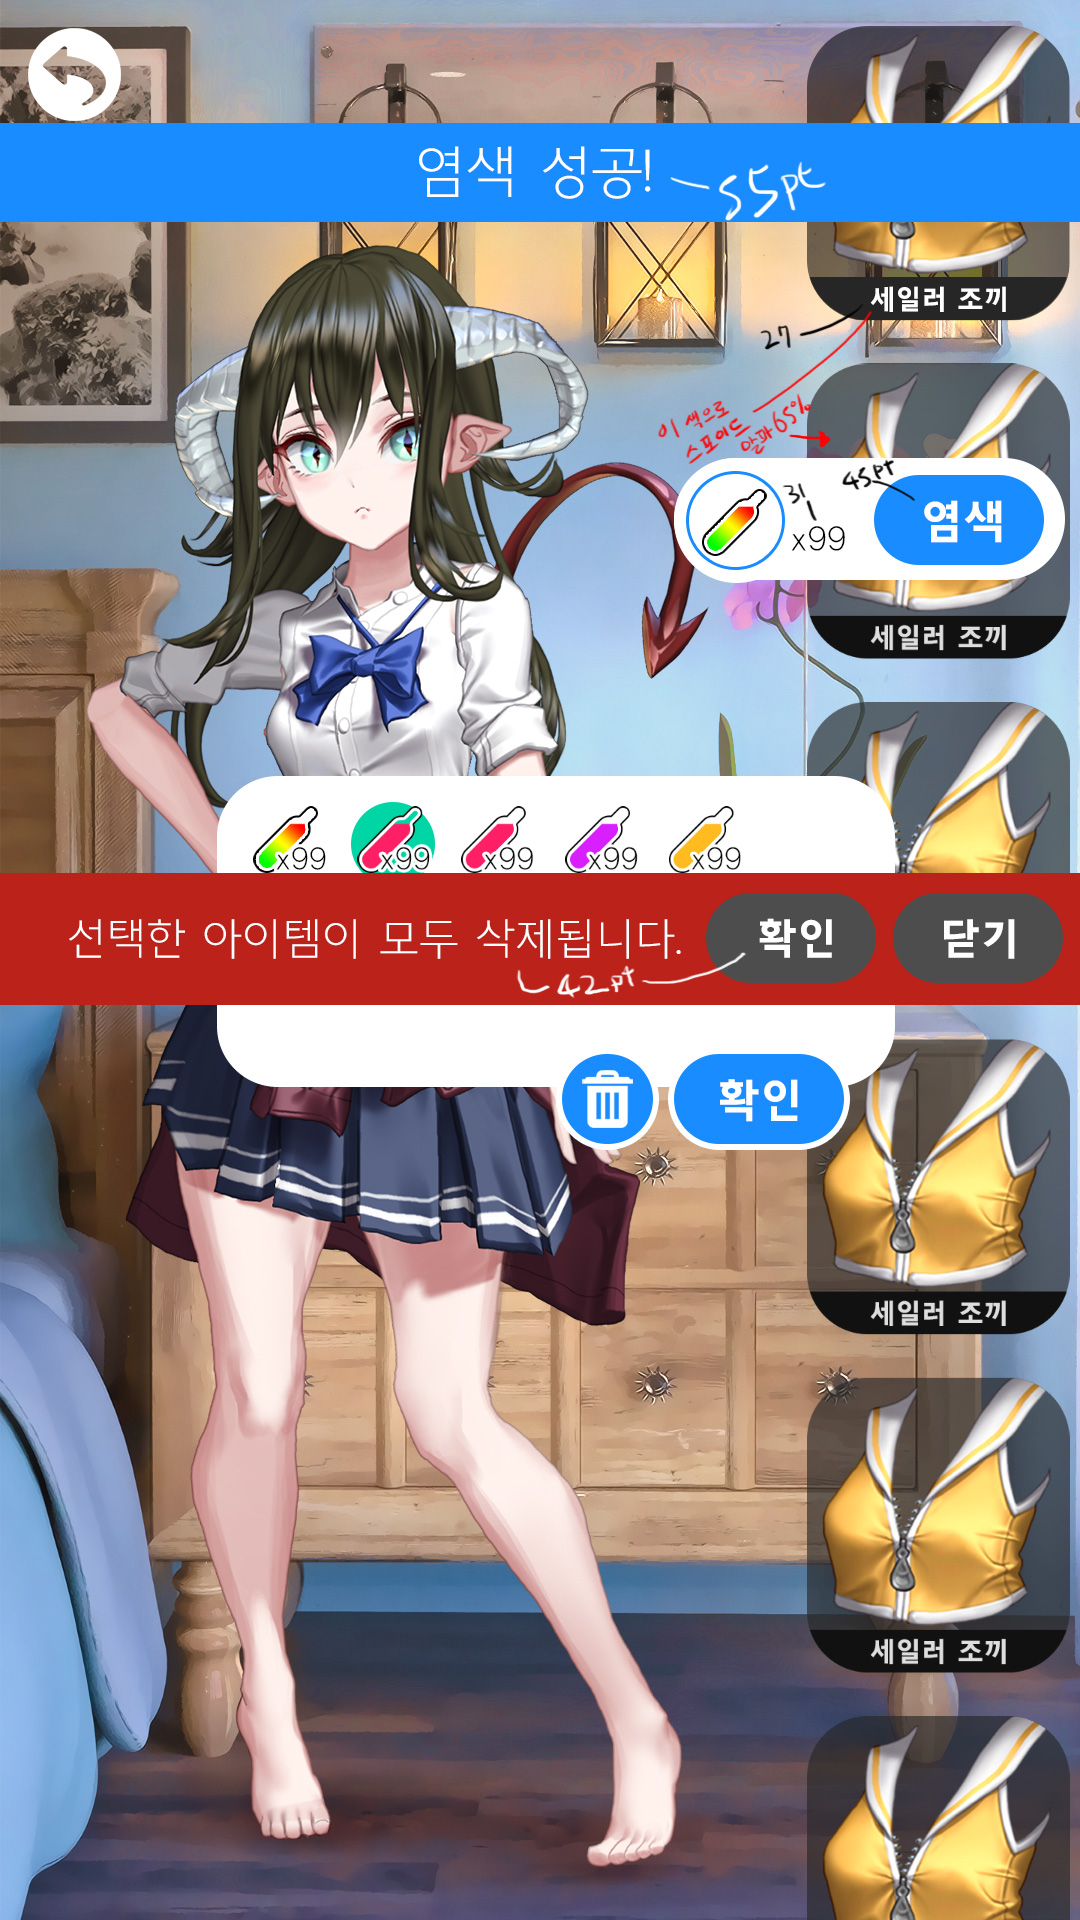 염색 성공!
55pt
세일러 조끼
27
이 색으로
스포이드
알파 65%
45pt
31
x99
염색
세일러 조끼
x99 x99 x99 x99 x99
선택한 아이템이 모두 삭제됩니다.
확인
닫기
42pt
확인
세일러 조끼
세일러 조끼